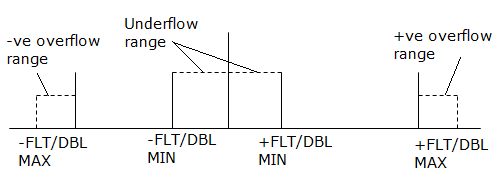 -ve overflow
range
Underflow
range
+ve overflow
range
-FLT/DBL
MAX
-FLT/DBL
MIN
+FLT/DBL
MIN
+FLT/DBL
MAX